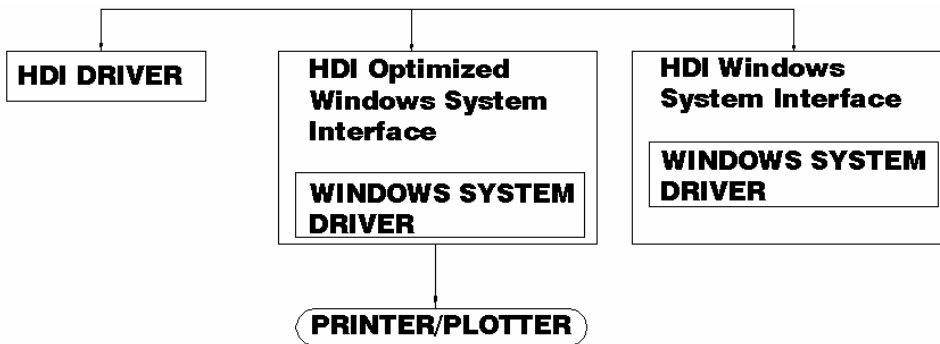 HDI DRIVER
HDI Optimized
Windows System
Interface
WINDOWS SYSTEM
DRIVER
HDI Windows
System Interface
WINDOWS SYSTEM
DRIVER
PRINTER/PLOTTER